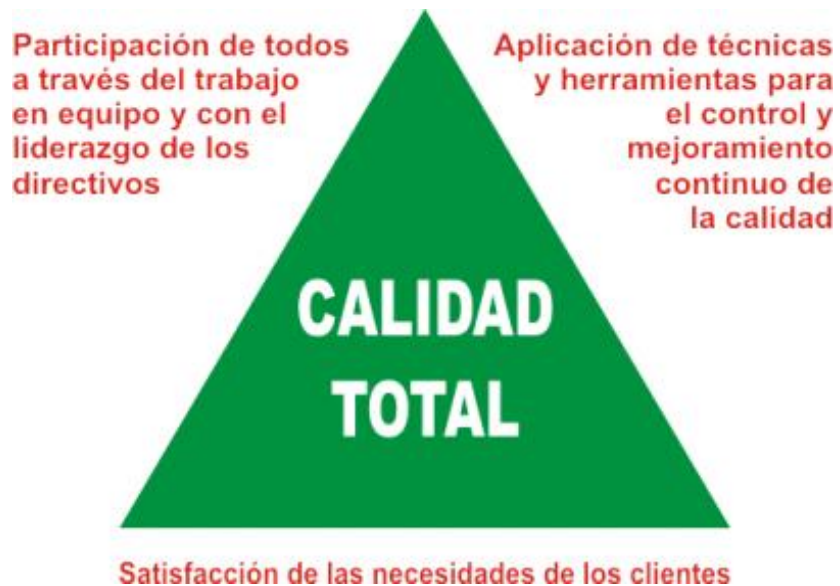 Participación de todos
a través del trabajo
en equipo y con el
liderazgo de los
directivos
Aplicación de técnicas
y herramientas para
el control y
mejoramiento
continuo de
la calidad
CALIDAD
TOTAL
Satisfacción de las necesidades de los clientes